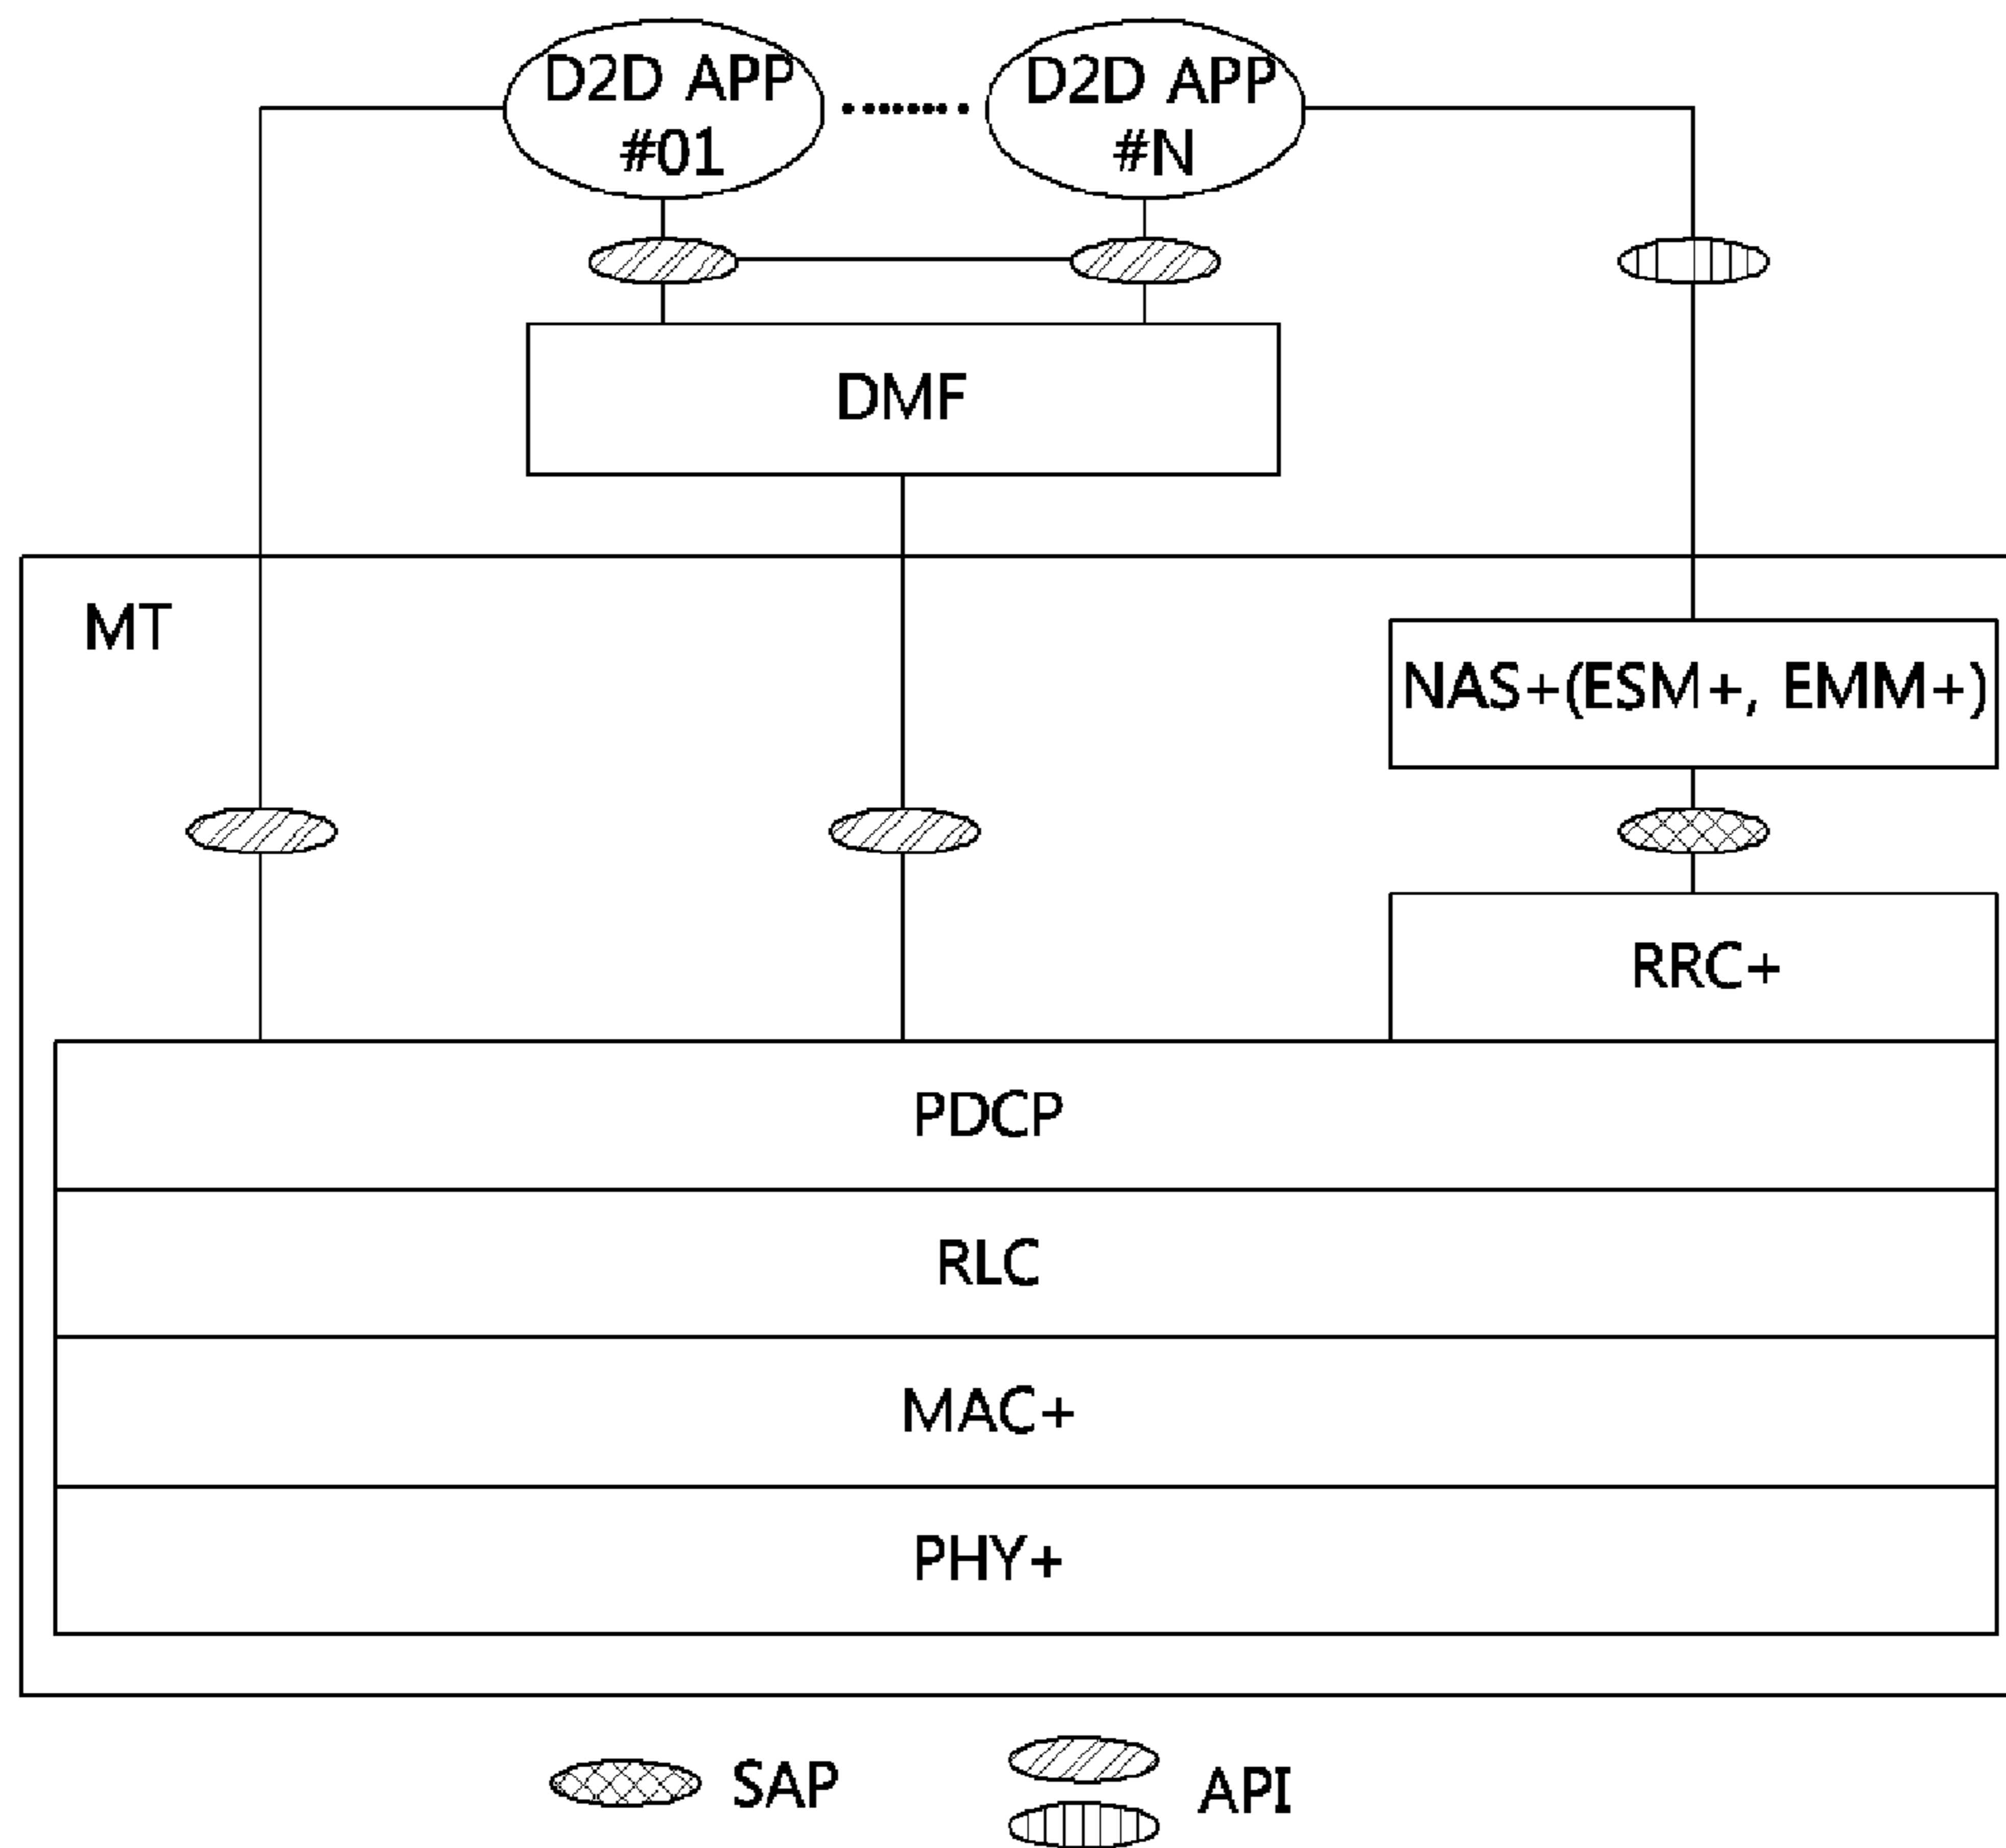 D2D APP
#01
D2D APP
#N
DMF
MT
NAS+(ESM+, EMM+)
RRC+
PDCP
RLC
MAC+
PHY+
SAP
API